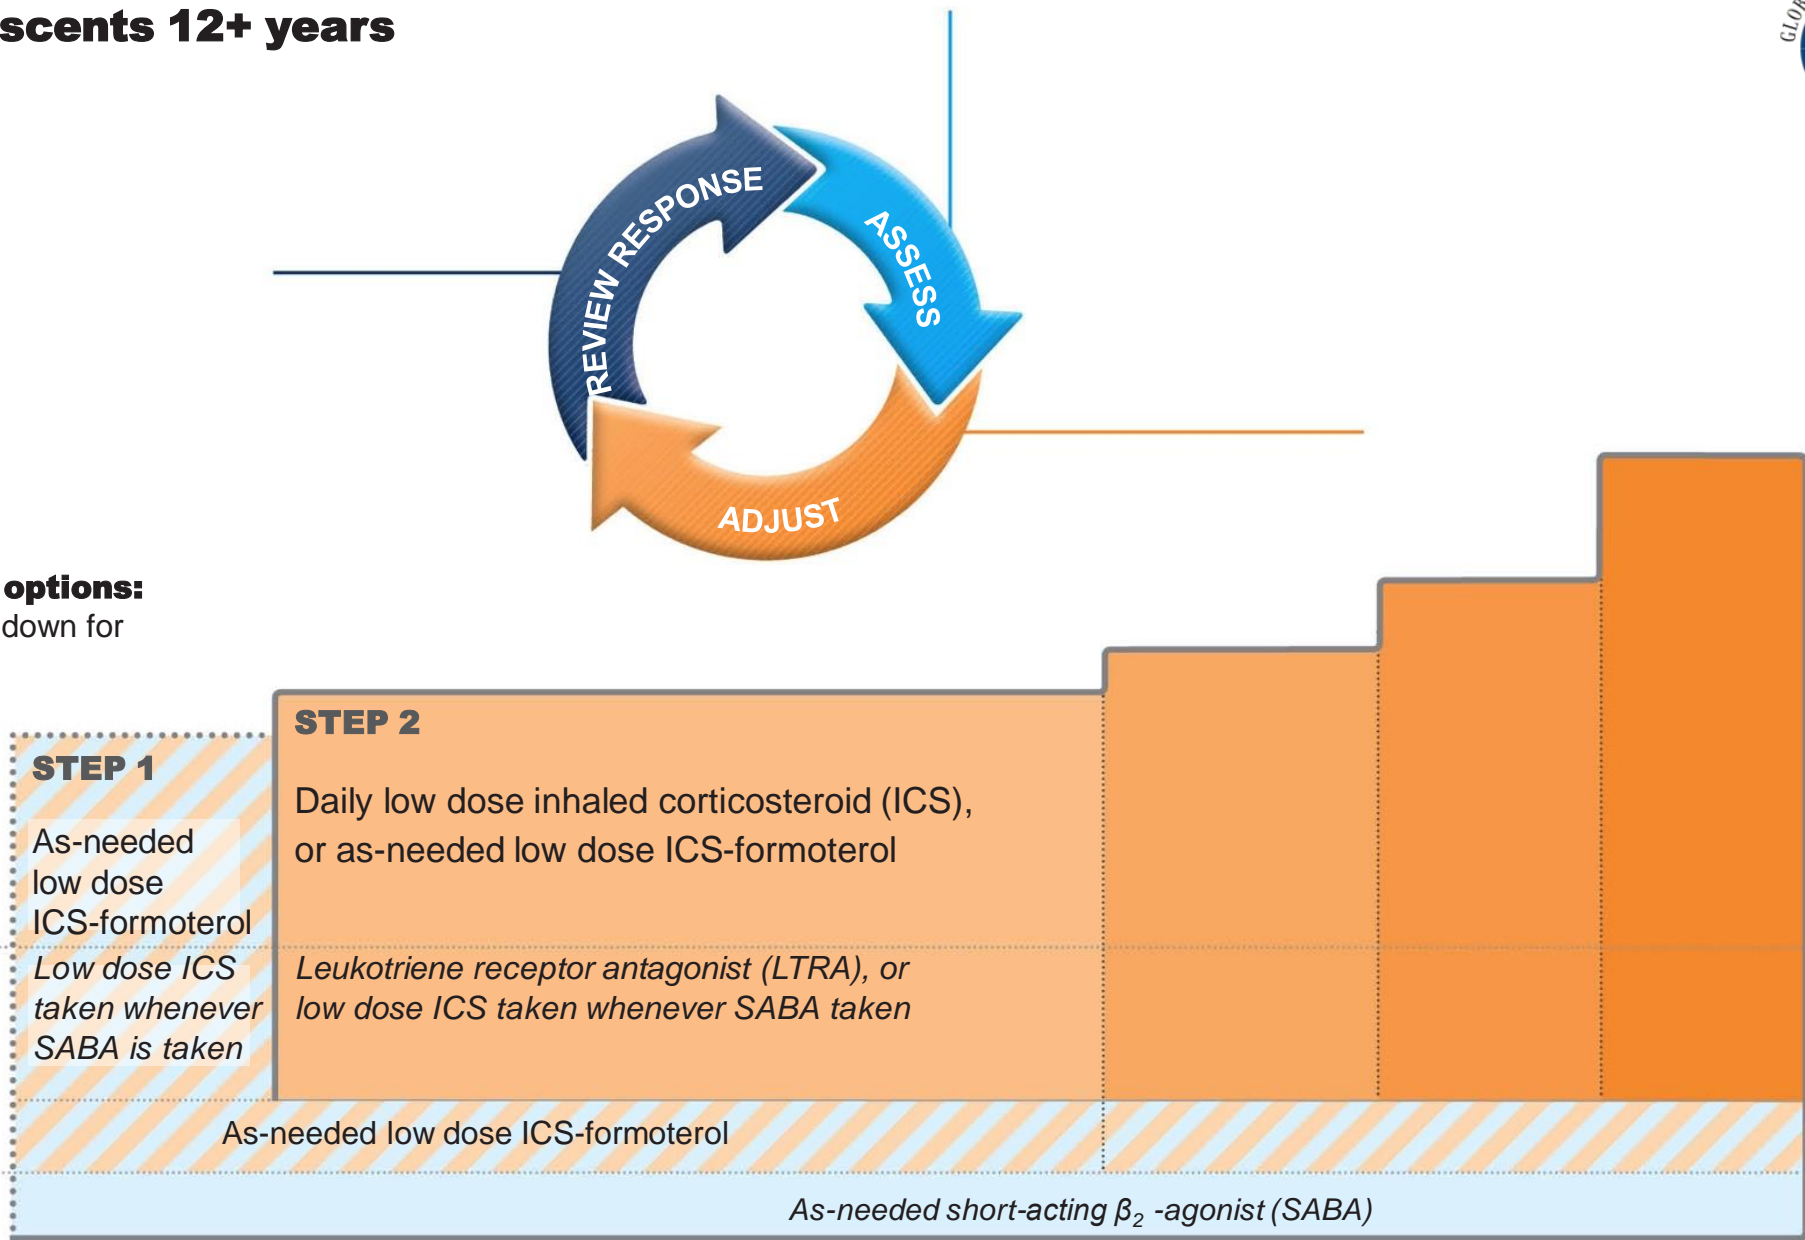 scents 12+ years
GLOB
REVIEW RESPONSE
ASSESS
ADJUST
options:
down for
STEP 1
As-needed
low dose
ICS-formoterol
Low dose ICS
taken whenever
SABA is taken
STEP 2
Daily low dose inhaled corticosteroid (ICS),
or as-needed low dose ICS-formoterol
Leukotriene receptor antagonist (LTRA), or
low dose ICS taken whenever SABA taken
As-needed low dose ICS-formoterol
As-needed short-acting β₂ -agonist (SABA)